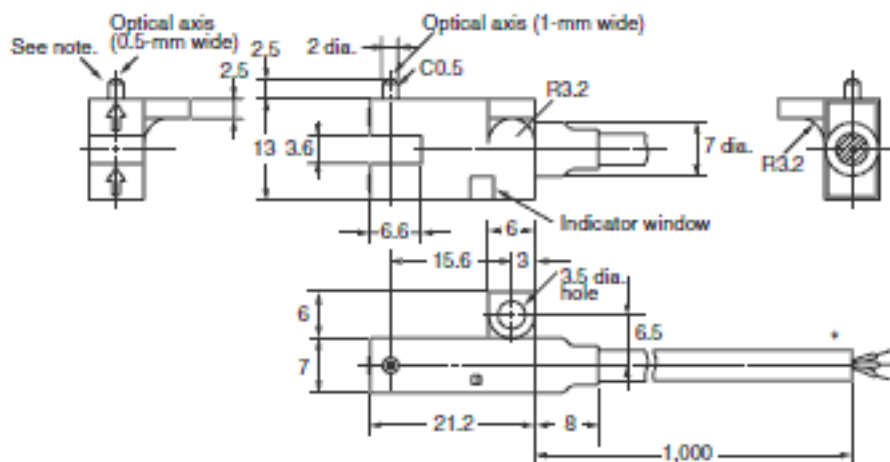 Optical axis
(0.5-mm wide)
See note.
2.5
2.5
2 dia.
Optical axis (1-mm wide)
C0.5
R3.2
13
3.6
7 dia.
R3.2
Indicator window
6.6
6
15.6
3
3.5 dia.
hole
6
6.5
*
7
21.2
8
1,000